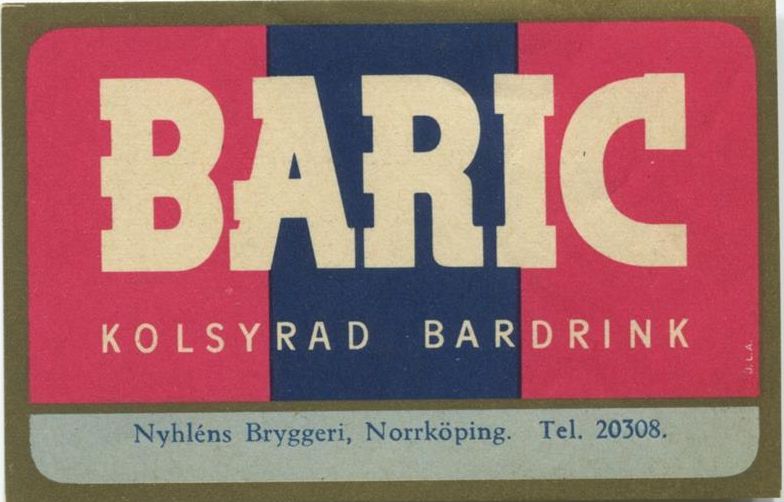 BARIC
KOLSYRAD BARDRINK
J.L.A.
Nyhléns Bryggeri, Norrköping. Tel. 20308.